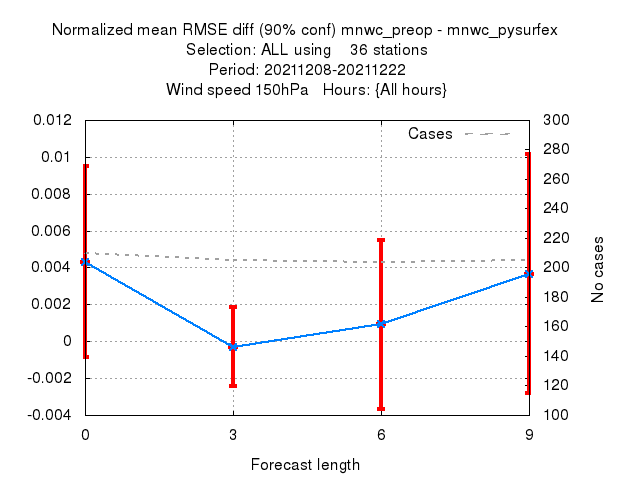 Normalized mean RMSE diff (90% conf) mnwc_preop - mnwc_pysurfex
Selection: ALL using 36 stations
Period: 20211208-20211222
Wind speed 150hPa Hours: {All hours}
Cases
0.012
0.01
0.008
0.006
0.004
0.002
0
-0.002
-0.004
300
280
260
240
220
200
180
160
140
120
100
No cases
0 3 6 9
Forecast length